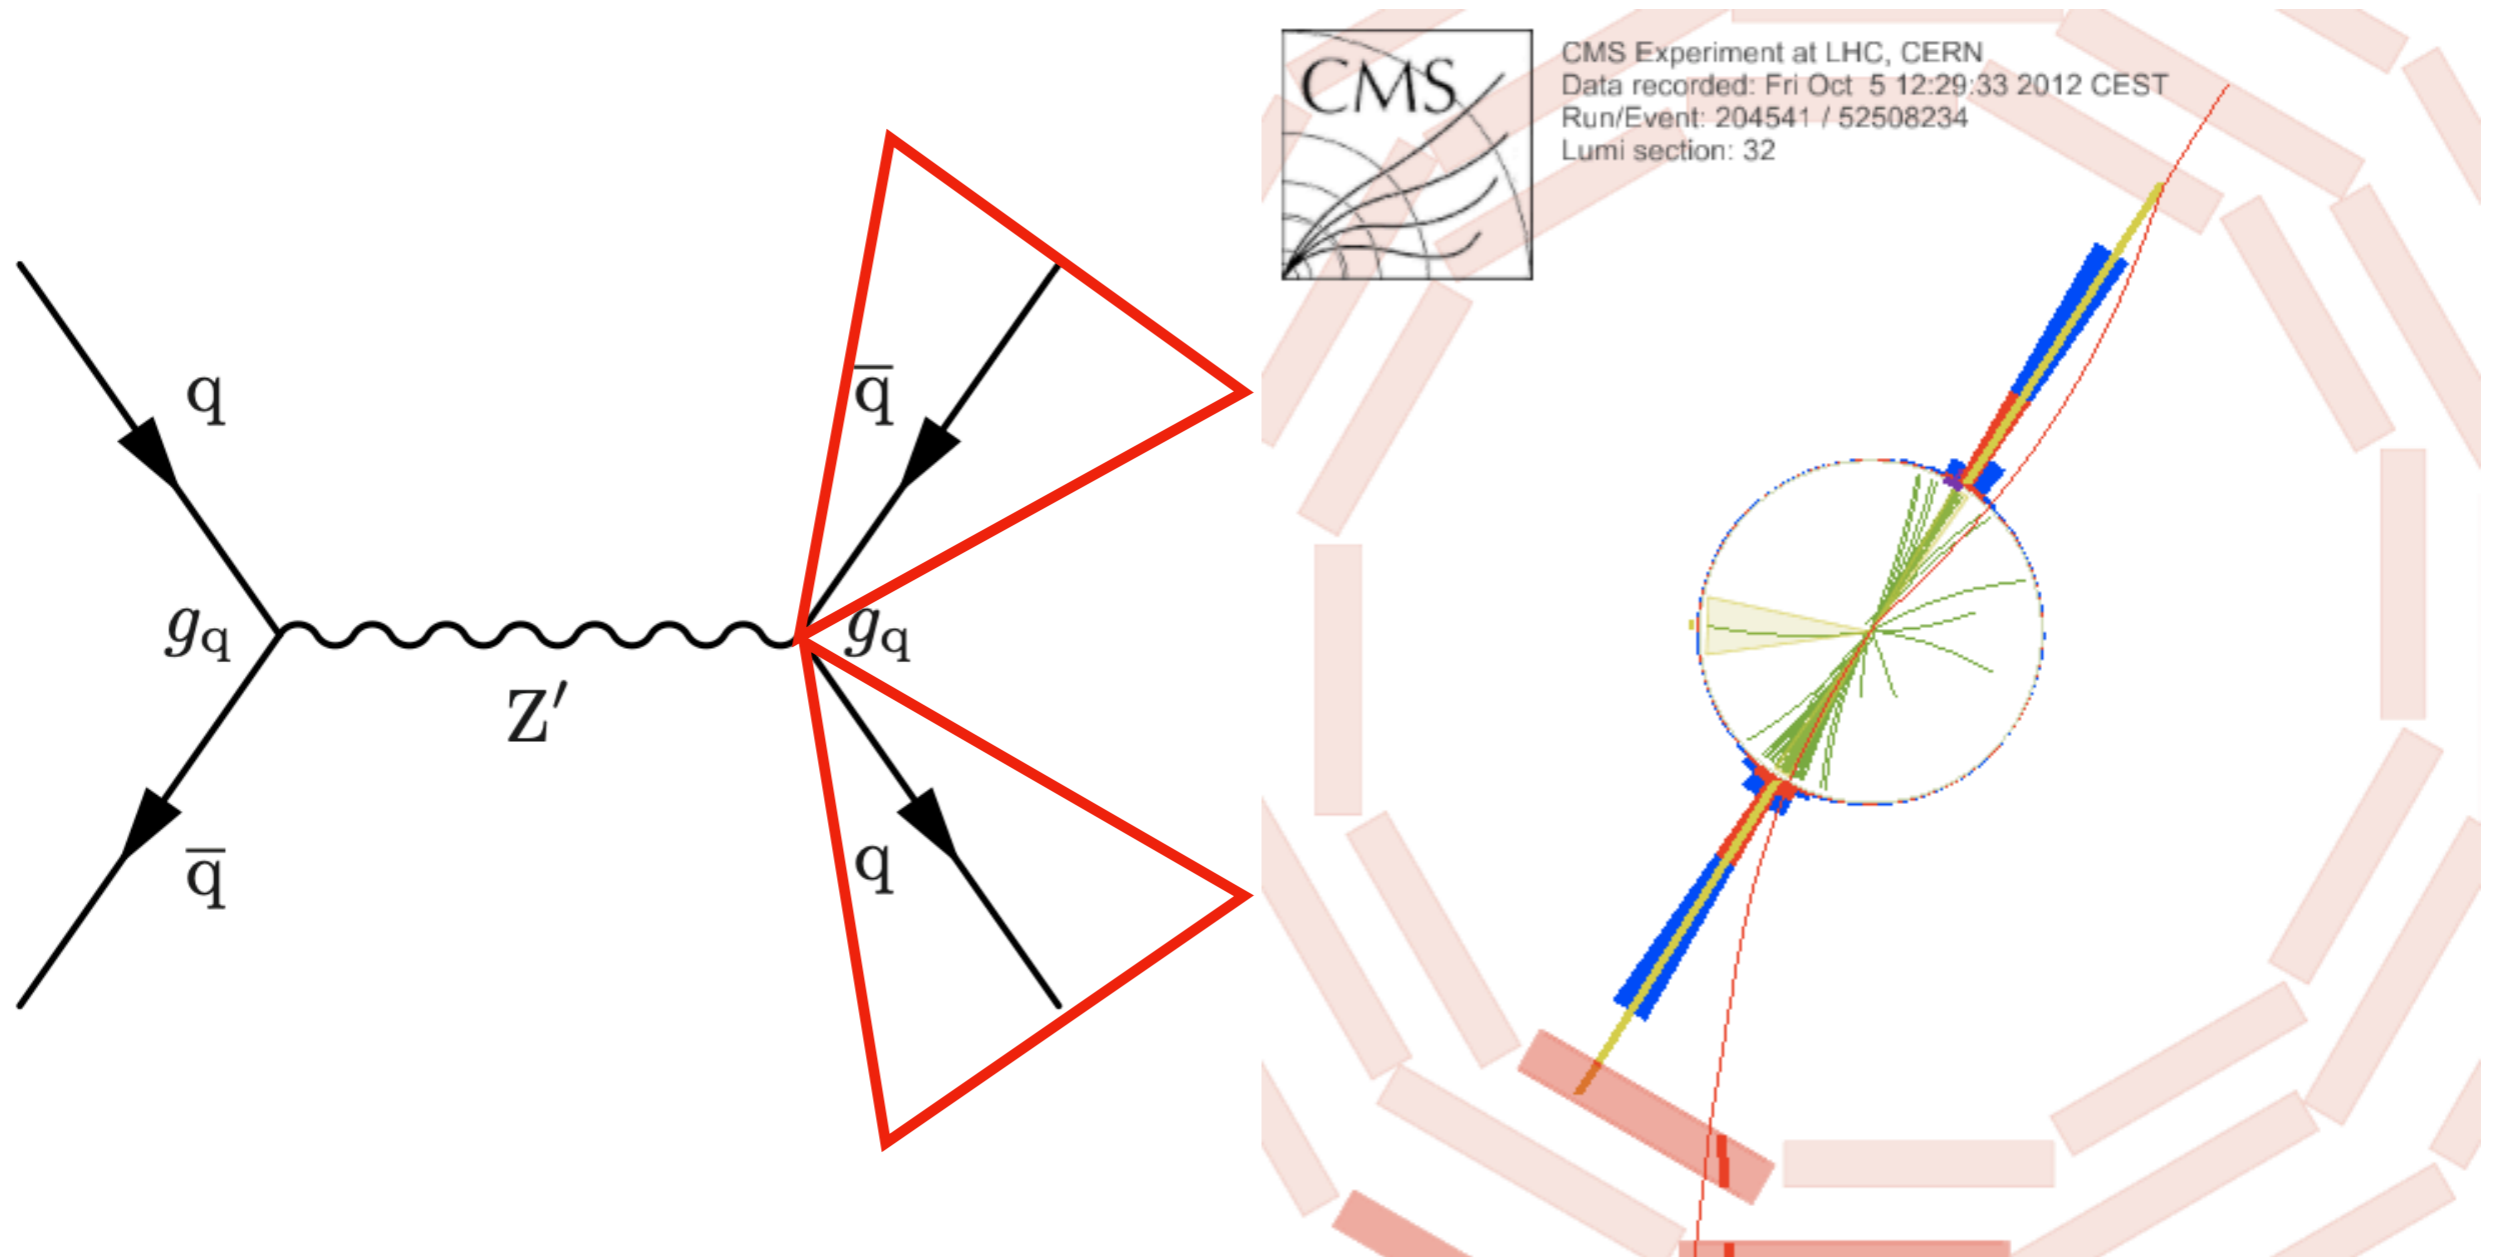 q
q̅
g_q
Z′
q̅
g_q
q
CMS
CMS Experiment at LHC, CERN
Data recorded: Fri Oct 5 12:29:33 2012 CEST
Run/Event: 204541 / 52508234
Lumi section: 32